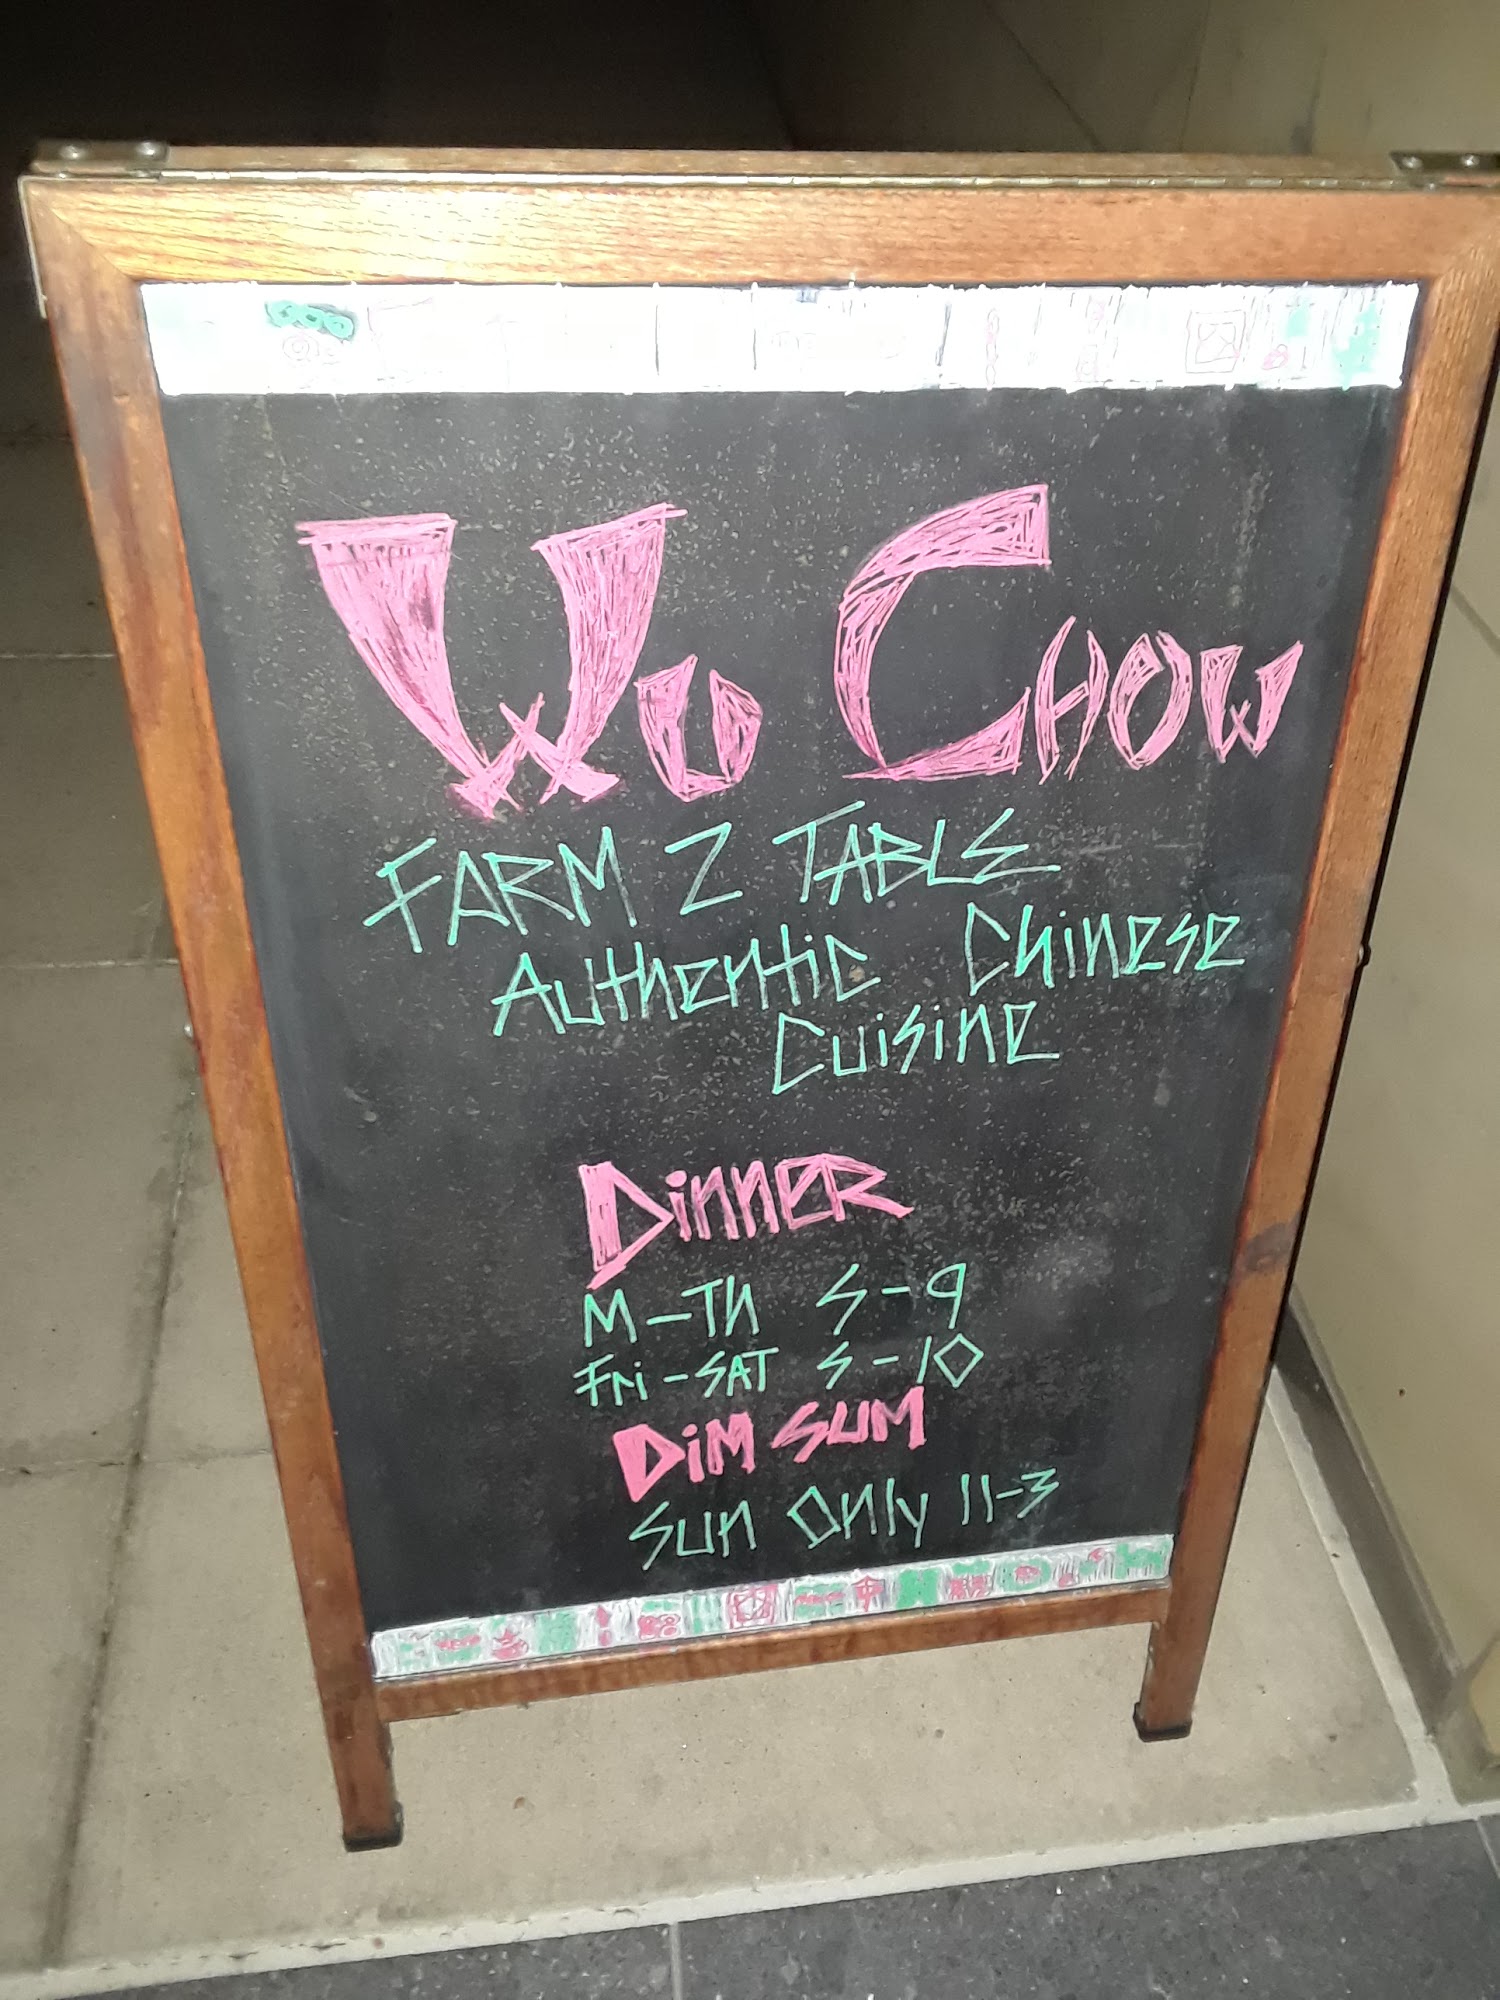 Wu CHOW
FARM 2 TABLE
Authentic Chinese
Cuisine
DinnER
M-Th 5-9
Fri-SAT 5-10
DiM SUM
Sun Only 11-3